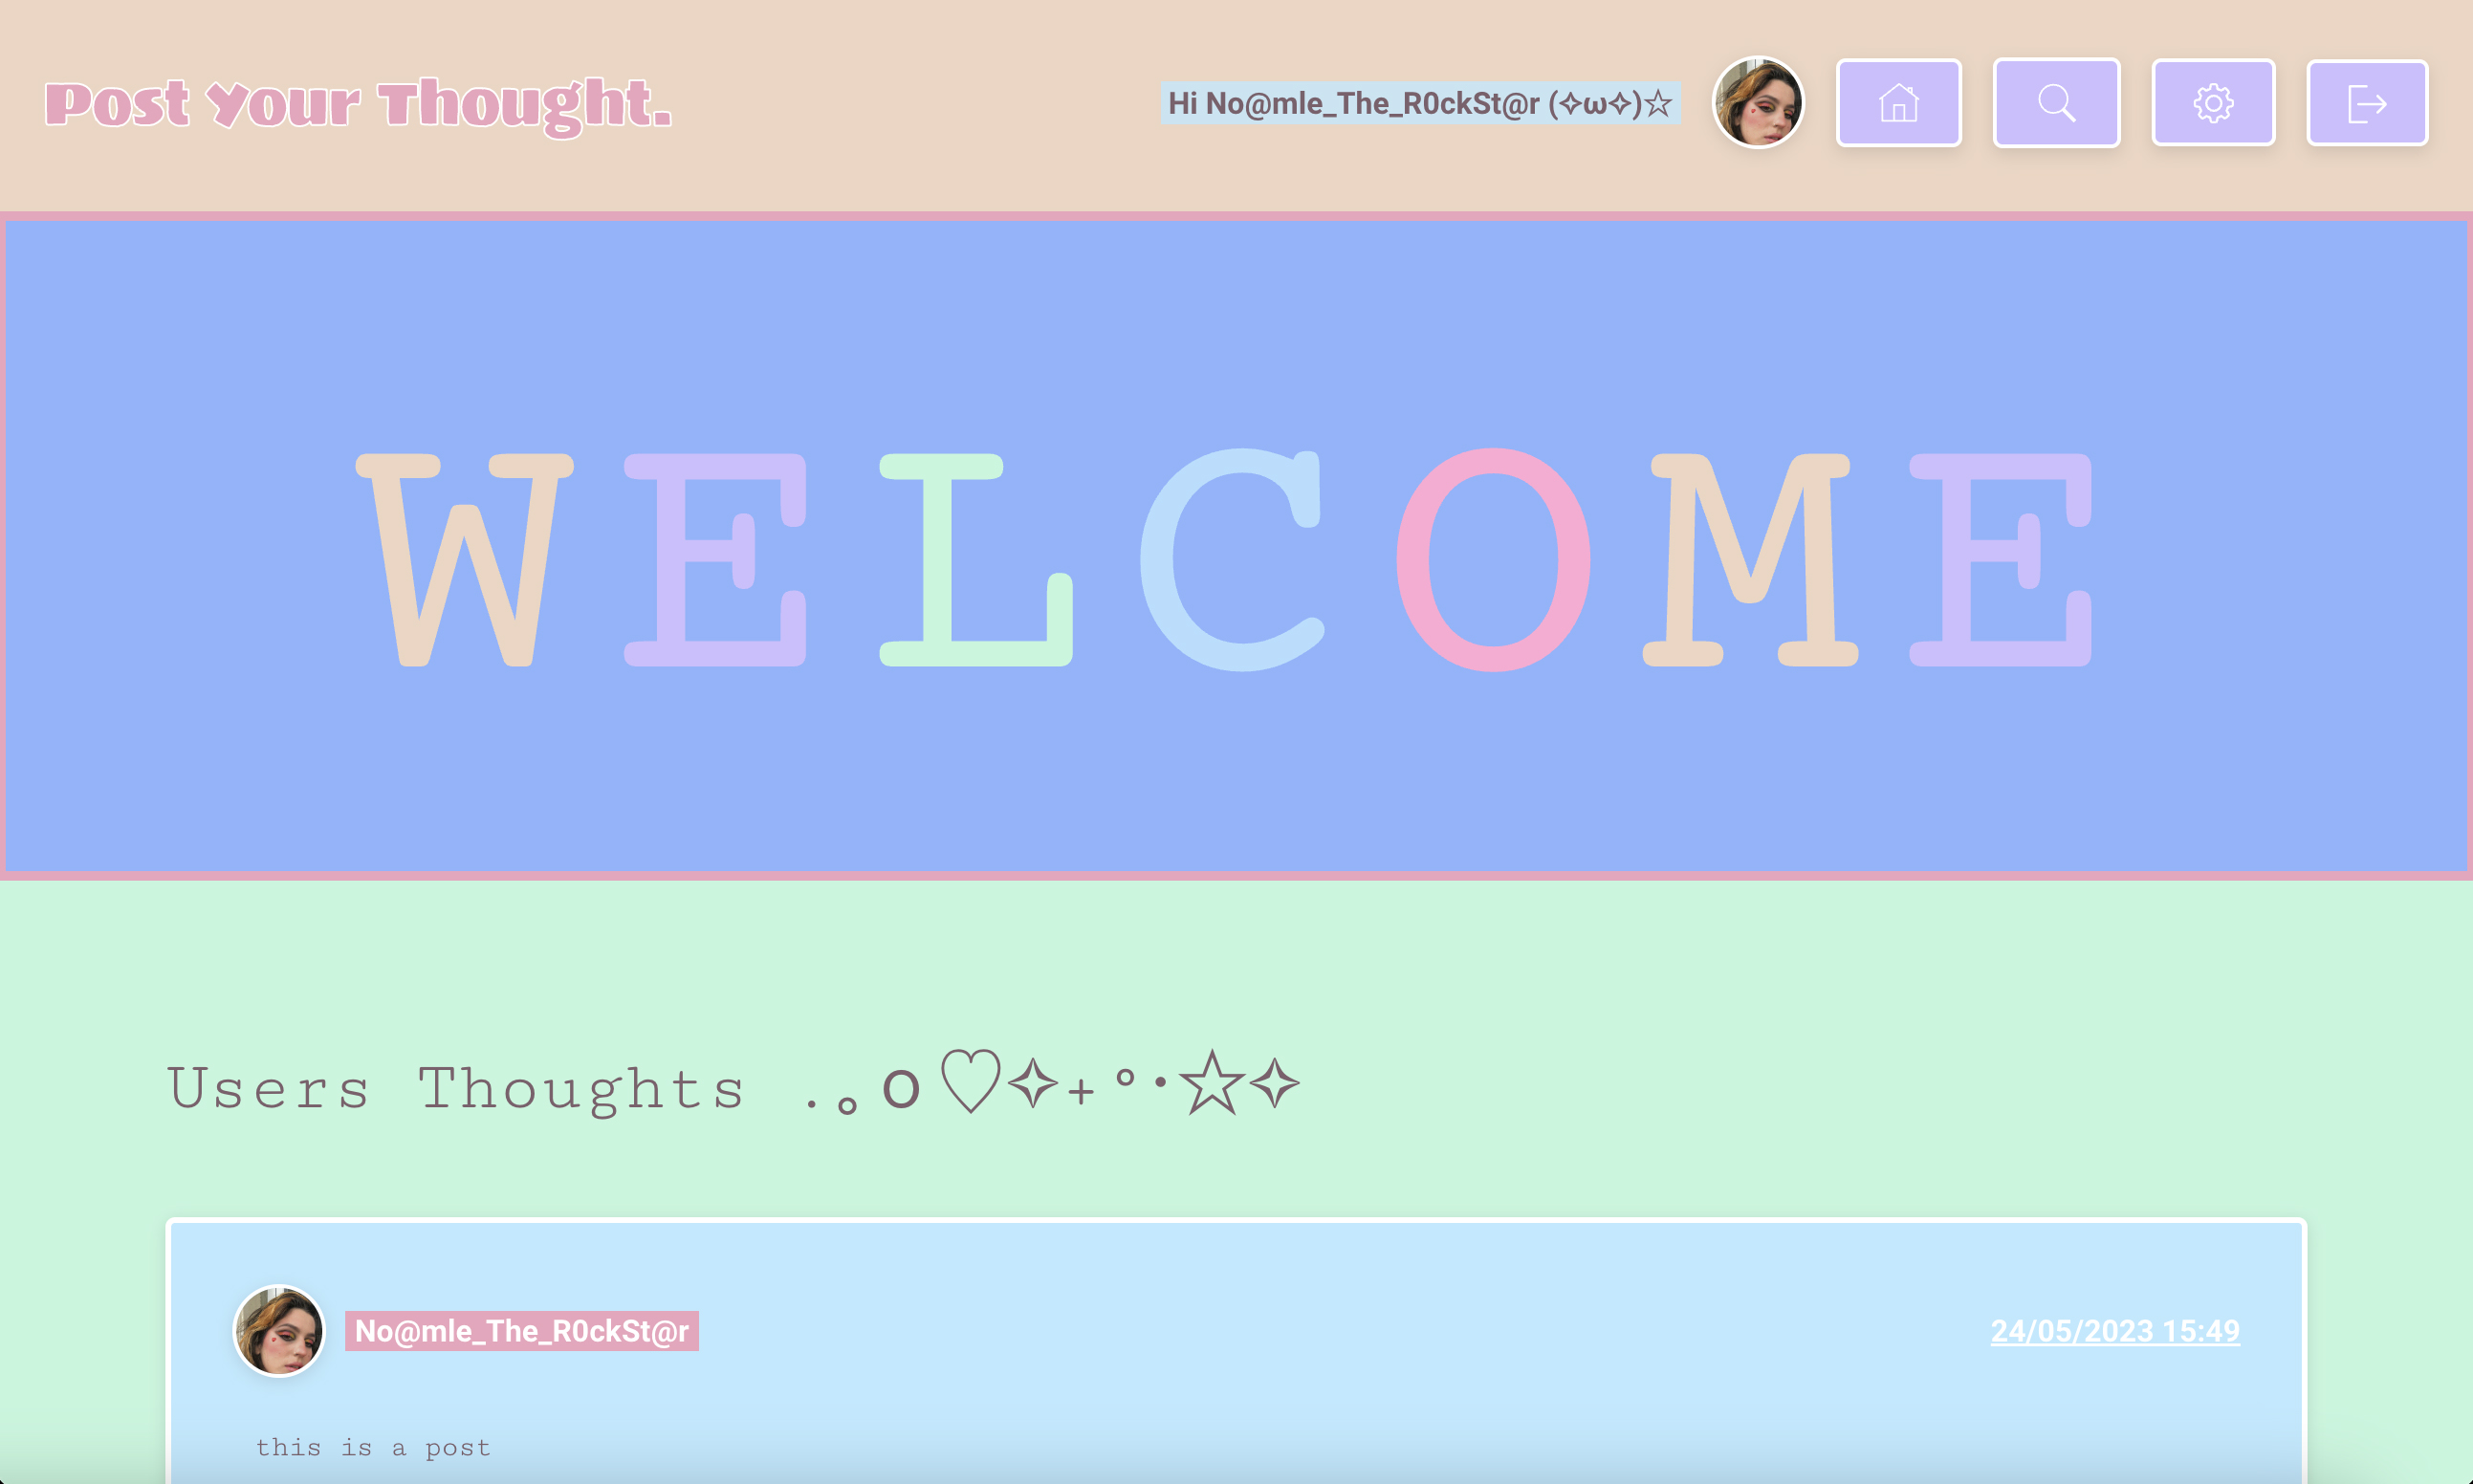 Post Your Thought.
Hi No@mle_The_R0ckSt@r (✧ω✧)☆
WELCOME
Users Thoughts .｡o♡✧+°·☆✧
No@mle_The_R0ckSt@r
24/05/2023 15:49
this is a post